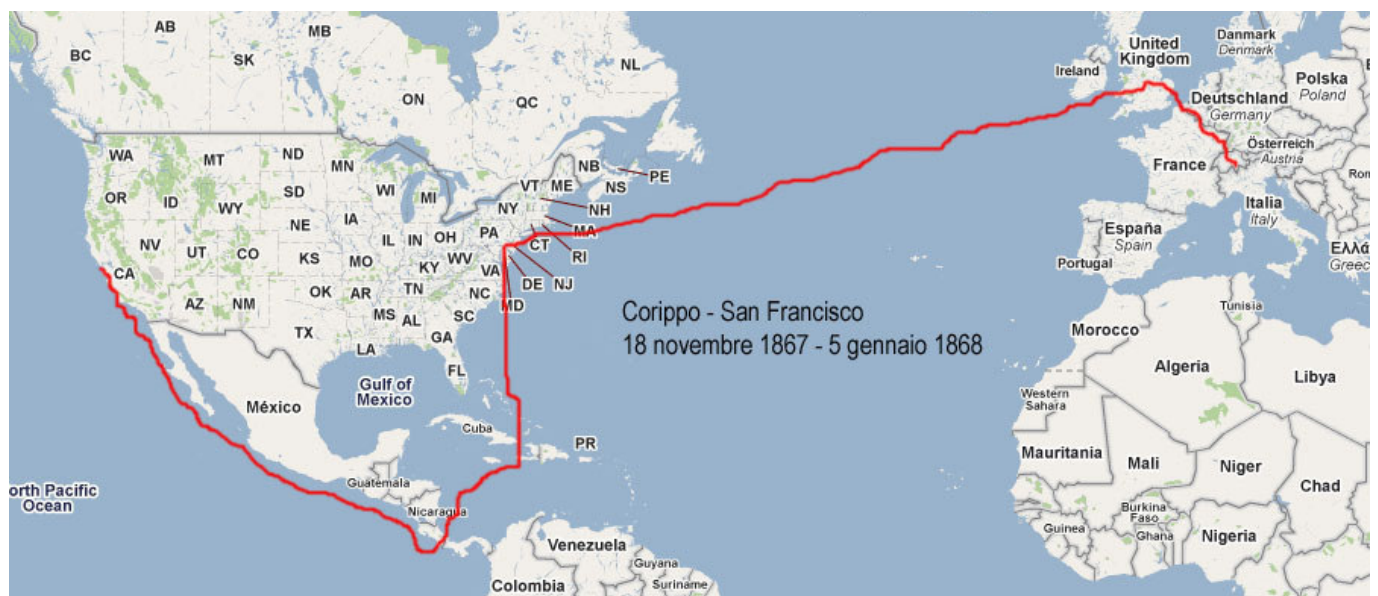 AB
MB
BC
SK
NL
ON
QC
United
Kingdom
Ireland
Danmark
Denmark
Polska
Poland
Deutschland
Germany
Österreich
Austria
France
Italia
Italy
España
Spain
Portugal
WA
MT
ND
MN
NB
PE
OR
ID
WY
SD
WI
MI
VT
ME
NS
NY
NH
NE
IA
PA
MA
NV
UT
CO
IL
IN
OH
CT
RI
CA
KS
MO
WV
KY
VA
DE
NJ
AZ
NM
OK
AR
TN
NC
MD
MS
AL
SC
TX
LA
GA
FL
Corippo - San Francisco
18 novembre 1867 - 5 gennaio 1868
Gulf of
Mexico
México
Cuba
PR
Guatemala
Nicaragua
orth Pacific
Ocean
Venezuela
Colombia
Guyana
Suriname
Tunisia
Morocco
Algeria
Libya
Western
Sahara
Mauritania
Mali
Niger
Chad
Burkina
Faso
Guinea
Ghana
Nigeria
Ελλά
Greec
Ron